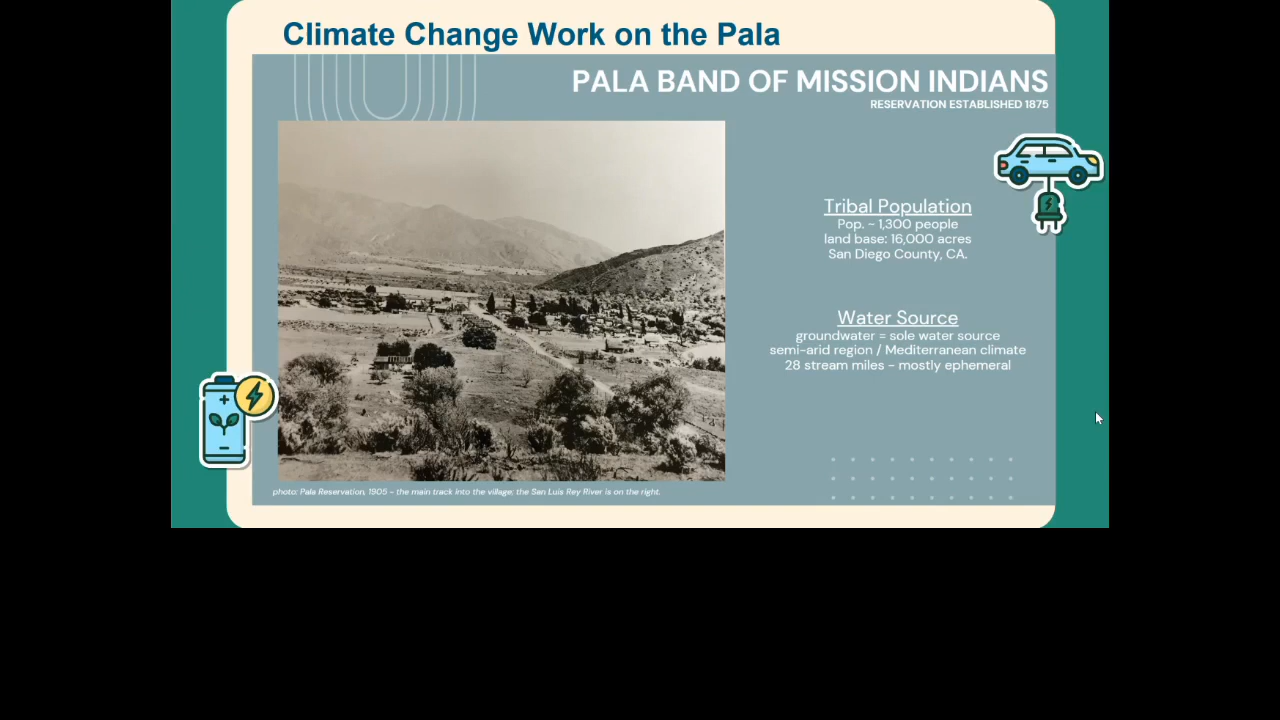 Climate Change Work on the Pala
PALA BAND OF MISSION INDIANS
RESERVATION ESTABLISHED 1875
Tribal Population
Pop. ~ 1,300 people
land base: 16,000 acres
San Diego County, CA.
Water Source
groundwater = sole water source
semi-arid region / Mediterranean climate
28 stream miles - mostly ephemeral
photo: Pala Reservation, 1905 - the main track into the village; the San Luis Rey River is on the right.